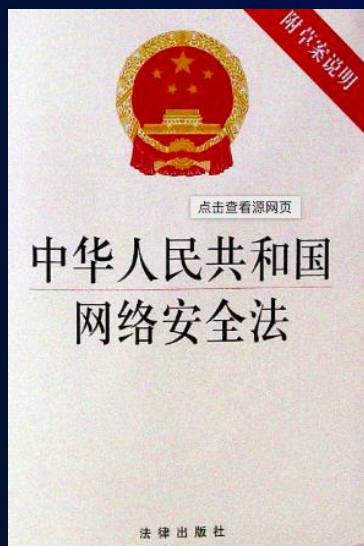 附草案说明
点击查看源网页
中华人民共和国
网络安全法
法律出版社